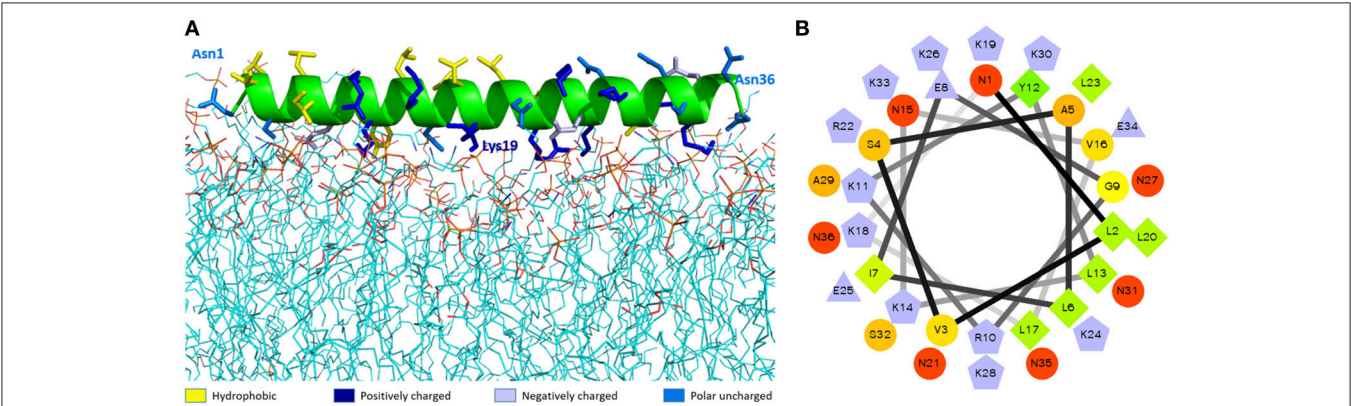 A
B
Asn1
Asn36
Lys19
K19
K26
K30
K33
E8
N1
Y12
L23
N15
A5
R22
S4
V16
E34
A29
K11
G9
N27
N36
K18
L2
L20
E25
I7
L13
N31
K14
L6
S32
V3
R10
L17
K24
N21
K28
N35
Hydrophobic
Positively charged
Negatively charged
Polar uncharged